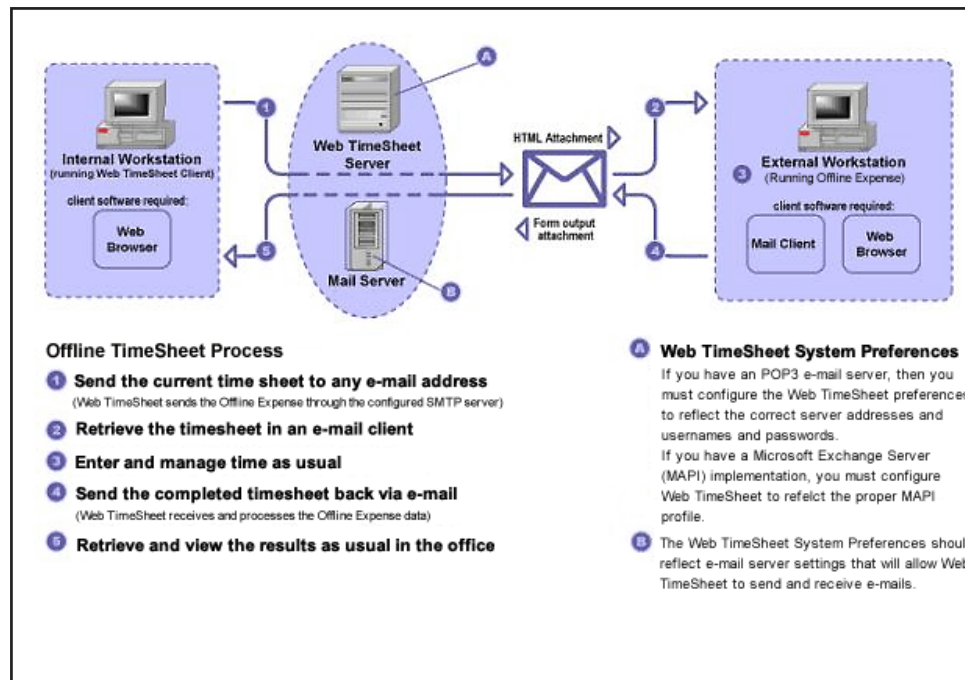 A
1
2
Web TimeSheet
Server
HTML Attachment
Internal Workstation
(running Web TimeSheet Client)
client software required:
Web
Browser
3
External Workstation
(Running Offline Expense)
client software required:
Mail Client
Web
Browser
Form output
attachment
5
4
Mail Server
B
Offline TimeSheet Process
1 Send the current time sheet to any e-mail address
(Web TimeSheet sends the Offline Expense through the configured SMTP server)
2 Retrieve the timesheet in an e-mail client
3 Enter and manage time as usual
4 Send the completed timesheet back via e-mail
(Web TimeSheet receives and processes the Offline Expense data)
5 Retrieve and view the results as usual in the office
A Web TimeSheet System Preferences
If you have an POP3 e-mail server, then you
must configure the Web TimeSheet preferences
to reflect the correct server addresses and
usernames and passwords.
If you have a Microsoft Exchange Server
(MAPI) implementation, you must configure
Web TimeSheet to refelct the proper MAPI
profile.
B The Web TimeSheet System Preferences shoul
reflect e-mail server settings that will allow Web
TimeSheet to send and receive e-mails.